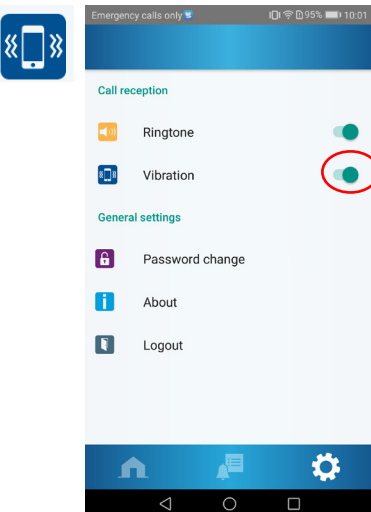 Emergency calls only 95% 10:01
Call reception
Ringtone
Vibration
General settings
Password change
About
Logout